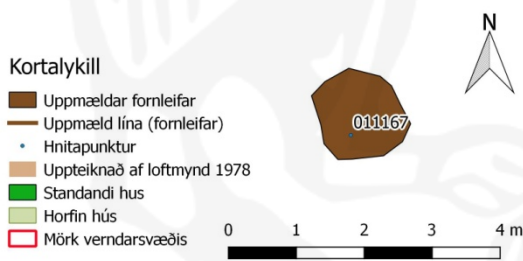 N
Kortalykill
Uppmældar fornleifar
Uppmæld lína (fornleifar)
Hnitapunktur
Uppteiknað af loftmynd 1978
Standandi hus
Horfin hús
Mörk verndarsvæðis
011167
0 1 2 3 4 m